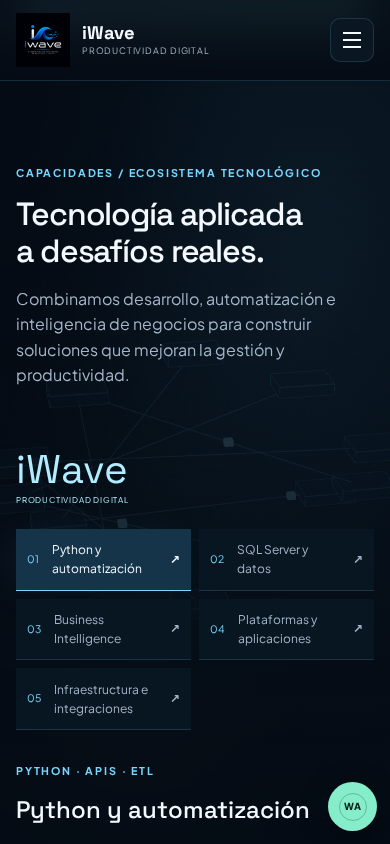 iwave
iWave
PRODUCTIVIDAD DIGITAL
CAPACIDADES / ECOSISTEMA TECNOLÓGICO
Tecnología aplicada
a desafíos reales.
Combinamos desarrollo, automatización e
inteligencia de negocios para construir
soluciones que mejoran la gestión y
productividad.
iWave
PRODUCTIVIDAD DIGITAL
01 Python y
automatización ↗
02 SQL Server y
datos ↗
03 Business
Intelligence ↗
04 Plataformas y
aplicaciones ↗
05 Infraestructura e
integraciones ↗
PYTHON · APIS · ETL
Python y automatización
WA